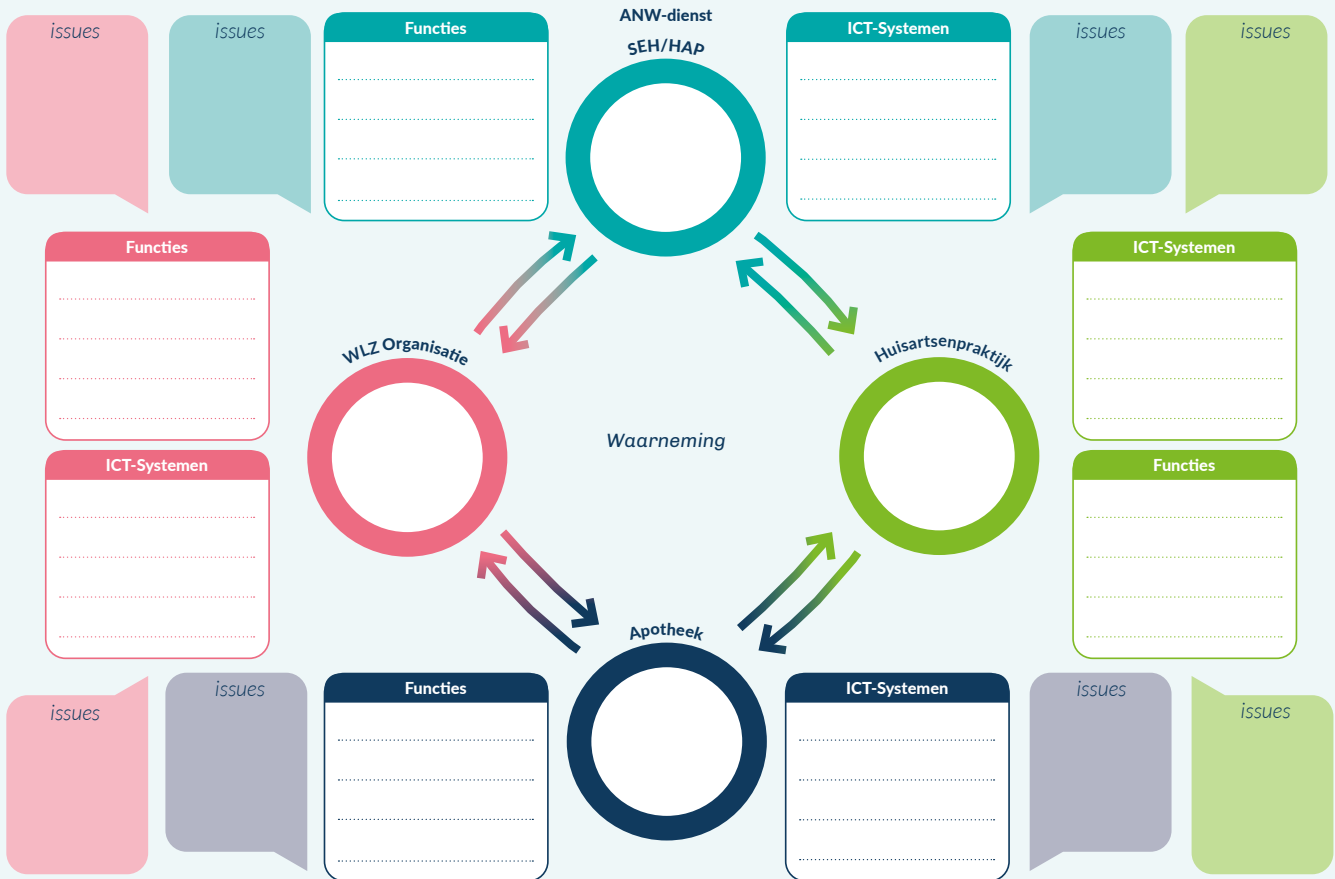 issues
issues
Functies
ANW-dienst
SEH/HAP
ICT-Systemen
issues
issues
Functies
ICT-Systemen
WLZ Organisatie
Huisartsenpraktijk
Waarneming
ICT-Systemen
Functies
Apotheek
issues
issues
Functies
ICT-Systemen
issues
issues